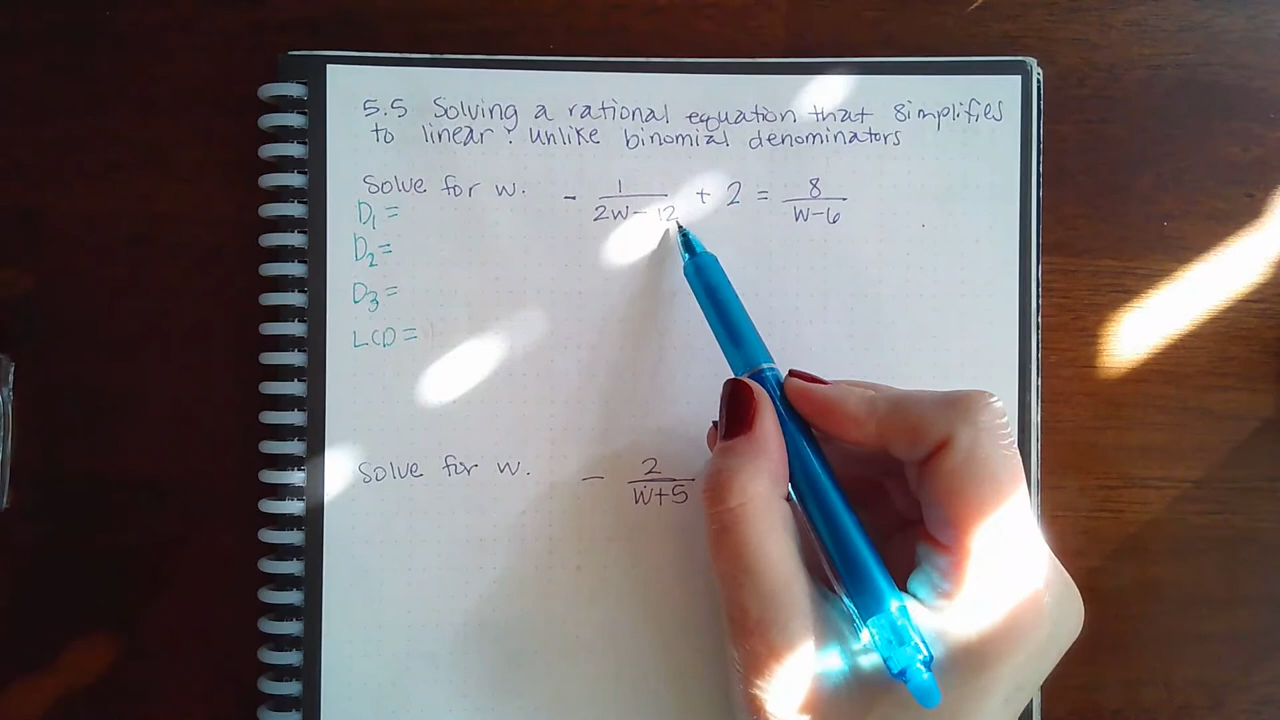 5.5 Solving a rational equation that simplifies
to linear: Unlike binomial denominators
Solve for w. - 1/(2w-12) + 2 = 8/(w-6)
D₁=
D₂=
D₃=
LCD=
Solve for w. - 2/(w+5)